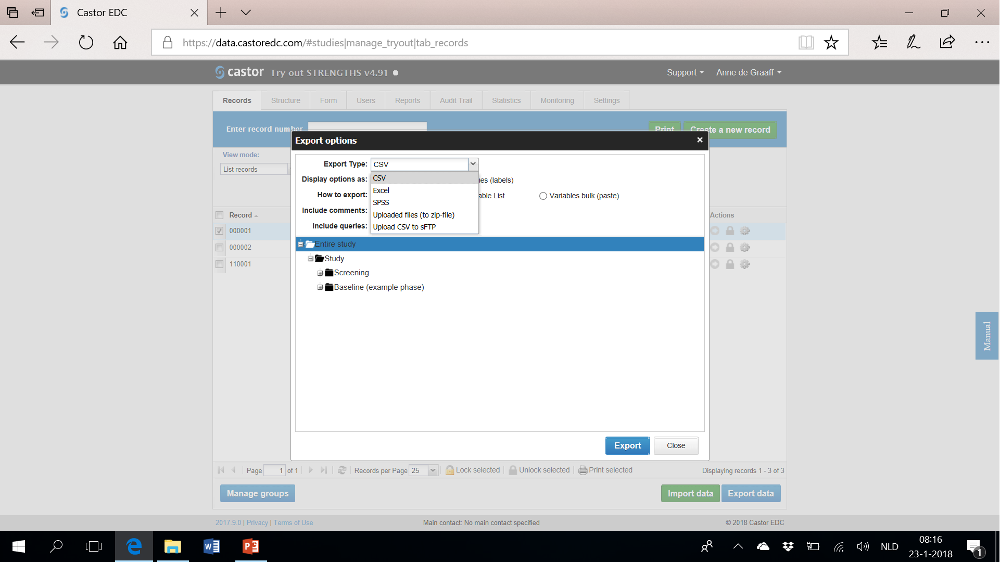 Castor EDC
https://data.castoredc.com/#studies|manage_tryout|tab_records
castor Try out STRENGTHS v4.91
Support
Anne de Graaff
Records
Structure
Form
Users
Reports
Audit Trail
Statistics
Monitoring
Settings
Enter record number
Print
Create a new record
View mode:
List records
Export options
Export Type:
CSV
CSV
Excel
SPSS
Uploaded files (to zip-file)
Upload CSV to sFTP
Display options as:
(labels)
How to export:
List
Variables bulk (paste)
Include comments:
Include queries:
Entire study
Study
Screening
Baseline (example phase)
Export
Close
Record
Actions
000001
000002
110001
Page 1 of 1
Records per Page 25
Lock selected
Unlock selected
Print selected
Displaying records 1 - 3 of 3
Manage groups
Import data
Export data
Manual
2017.9.0 | Privacy | Terms of Use
Main contact: No main contact specified
© 2018 Castor EDC
NLD
08:16
23-1-2018
1